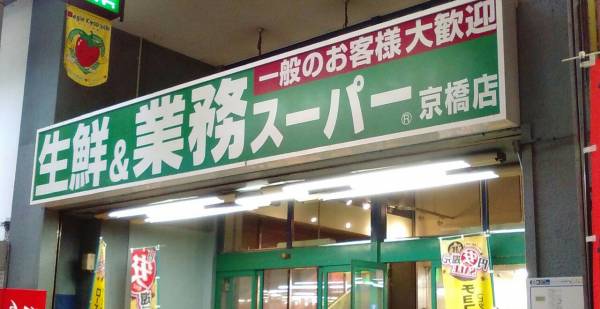 一般のお客様大歓迎
生鮮&業務スーパー® 京橋店